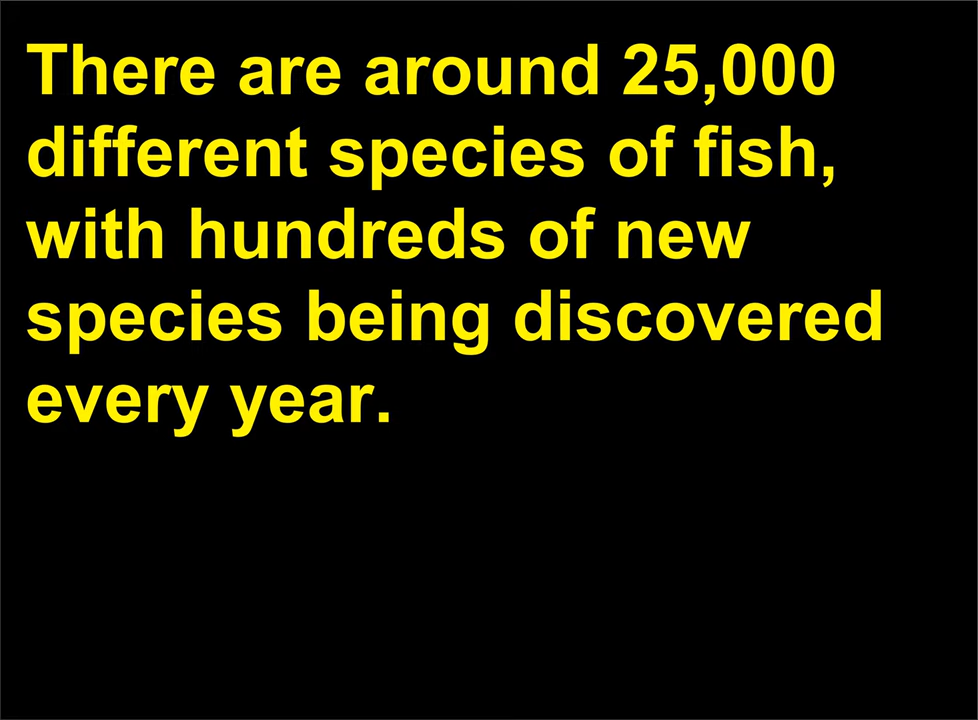 There are around 25,000
different species of fish,
with hundreds of new
species being discovered
every year.